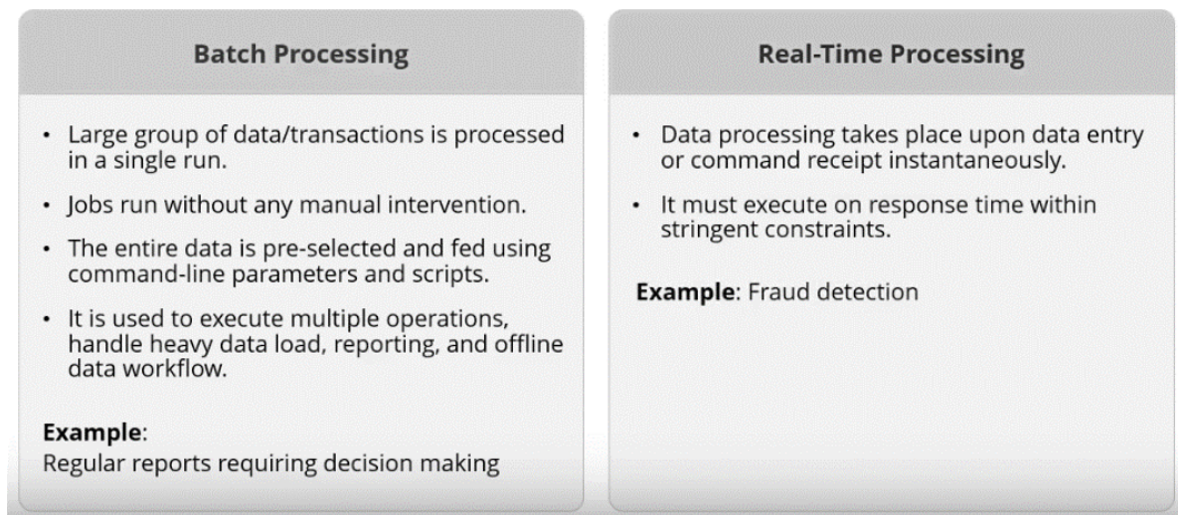 Batch Processing
• Large group of data/transactions is processed
in a single run.
• Jobs run without any manual intervention.
• The entire data is pre-selected and fed using
command-line parameters and scripts.
• It is used to execute multiple operations,
handle heavy data load, reporting, and offline
data workflow.
Example:
Regular reports requiring decision making
Real-Time Processing
• Data processing takes place upon data entry
or command receipt instantaneously.
• It must execute on response time within
stringent constraints.
Example: Fraud detection